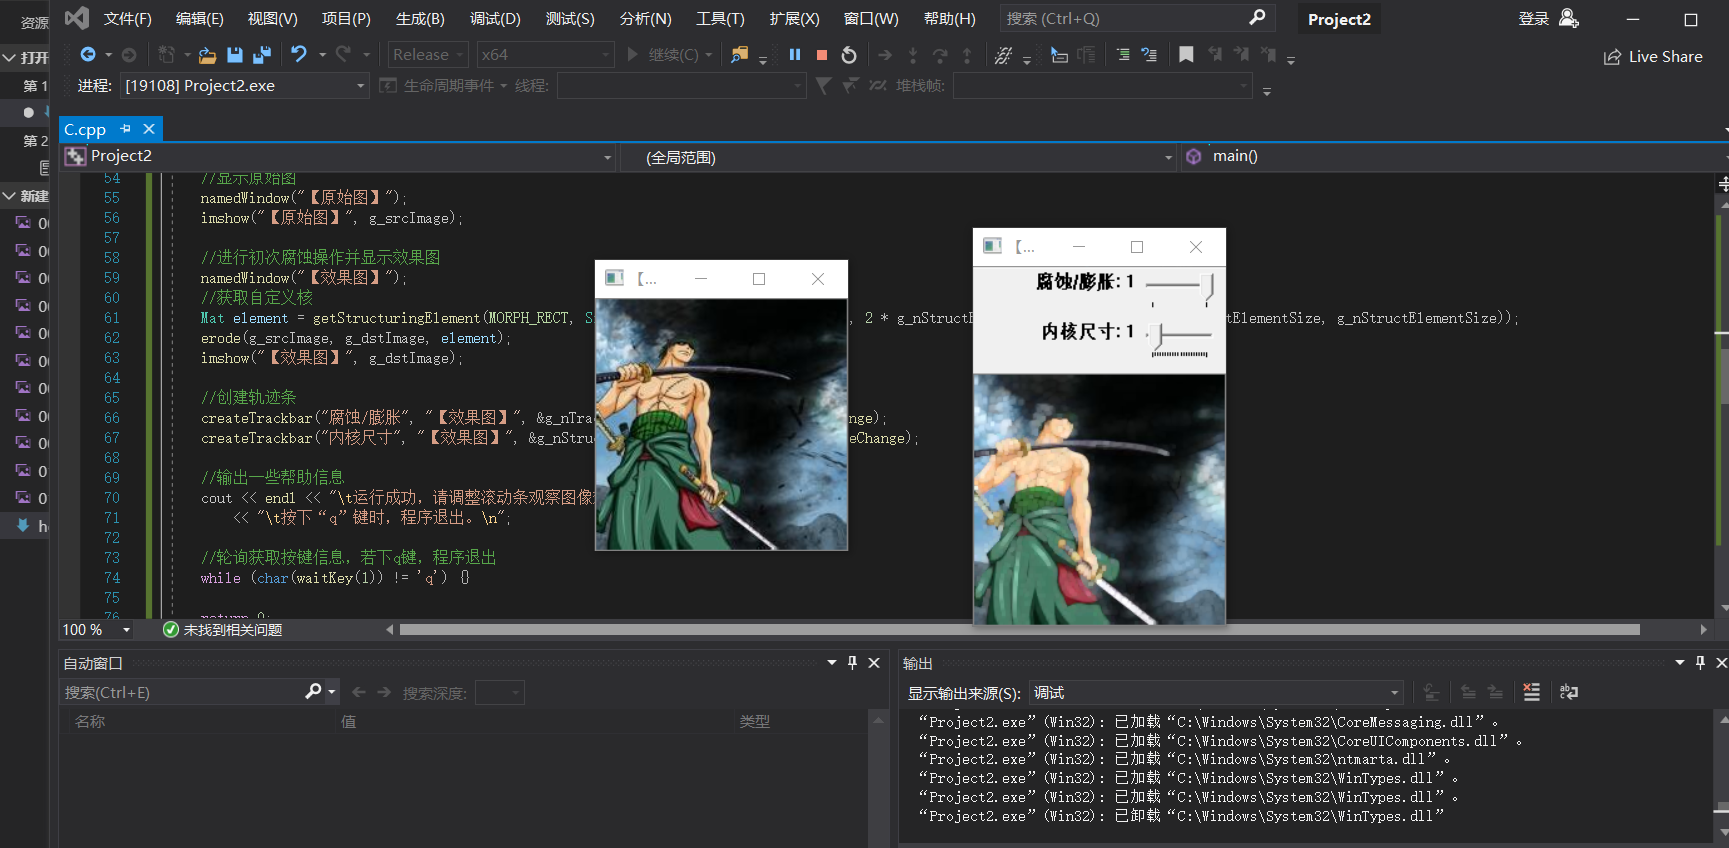 文件(F) 编辑(E) 视图(V) 项目(P) 生成(B) 调试(D) 测试(S) 分析(N) 工具(T) 扩展(X) 窗口(W) 帮助(H) 搜索 (Ctrl+Q) Project2 登录
Release x64 继续(C) Live Share
进程: [19108] Project2.exe 生命周期事件 线程: 堆栈帧:
资源
打开
第 1
第 2
新建
C.cpp
Project2 (全局范围) main()
54 //显示原始图
55 namedWindow("【原始图】");
56 imshow("【原始图】", g_srcImage);
57
58 //进行初次腐蚀操作并显示效果图
59 namedWindow("【效果图】");
60 //获取自定义核
61 Mat element = getStructuringElement(MORPH_RECT, S , 2 * g_nStruct tElementSize, g_nStructElementSize));
62 erode(g_srcImage, g_dstImage, element);
63 imshow("【效果图】", g_dstImage);
64
65 //创建轨迹条
66 createTrackbar("腐蚀/膨胀", "【效果图】", &g_nTra nge);
67 createTrackbar("内核尺寸", "【效果图】", &g_nStru eChange);
68
69 //输出一些帮助信息
70 cout << endl << "\t运行成功，请调整滚动条观察图像
71 << "\t按下“q”键时，程序退出。\n";
72
73 //轮询获取按键信息，若下q键，程序退出
74 while (char(waitKey(1)) != 'q') {}
75
76 return 0;
【...
【...
腐蚀/膨胀: 1
内核尺寸: 1
100 % 未找到相关问题
自动窗口
搜索(Ctrl+E) 搜索深度:
名称 值 类型
输出
显示输出来源(S): 调试
“Project2.exe”(Win32): 已加载“C:\Windows\System32\CoreMessaging.dll”。
“Project2.exe”(Win32): 已加载“C:\Windows\System32\CoreUIComponents.dll”。
“Project2.exe”(Win32): 已加载“C:\Windows\System32\ntmarta.dll”。
“Project2.exe”(Win32): 已加载“C:\Windows\System32\WinTypes.dll”。
“Project2.exe”(Win32): 已加载“C:\Windows\System32\WinTypes.dll”。
“Project2.exe”(Win32): 已卸载“C:\Windows\System32\WinTypes.dll”